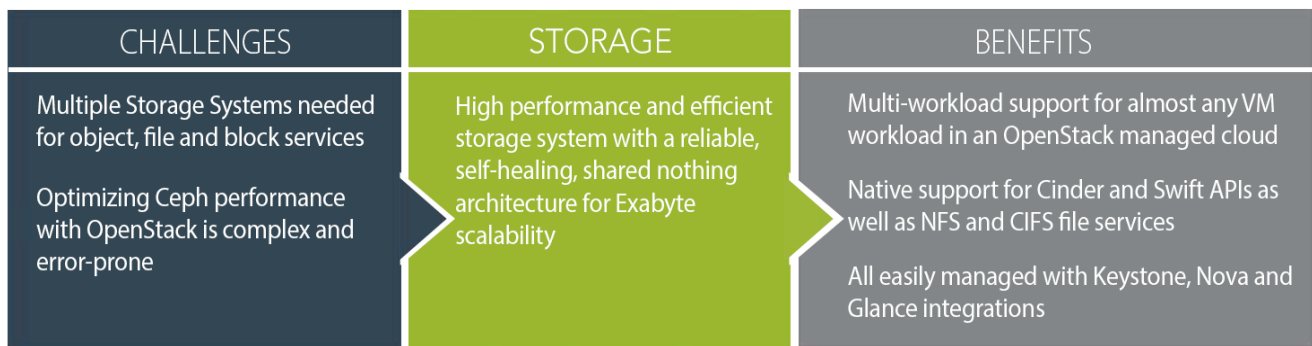 CHALLENGES
Multiple Storage Systems needed
for object, file and block services
Optimizing Ceph performance
with OpenStack is complex and
error-prone
STORAGE
High performance and efficient
storage system with a reliable,
self-healing, shared nothing
architecture for Exabyte
scalability
BENEFITS
Multi-workload support for almost any VM
workload in an OpenStack managed cloud
Native support for Cinder and Swift APIs as
well as NFS and CIFS file services
All easily managed with Keystone, Nova and
Glance integrations